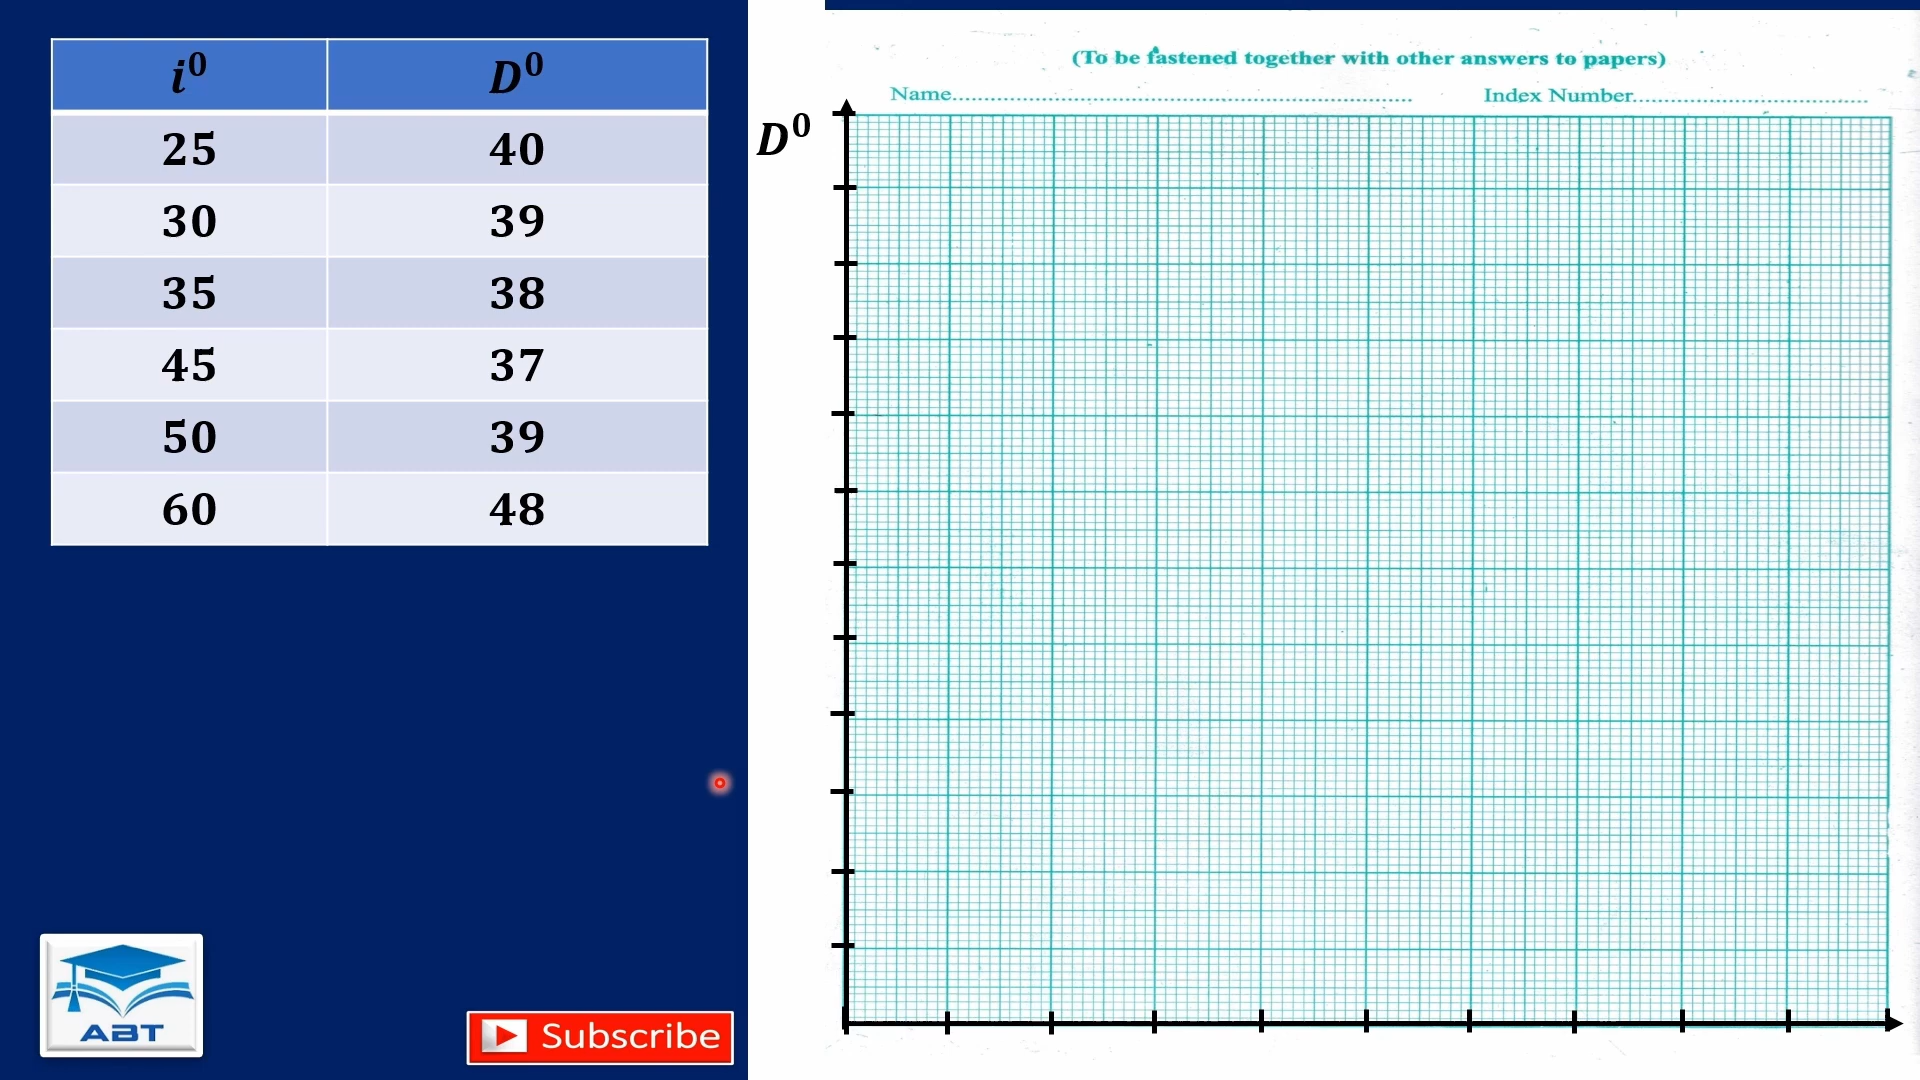 i⁰ D⁰
25 40
30 39
35 38
45 37
50 39
60 48
ABT
Subscribe
(To be fastened together with other answers to papers)
Name.......................................................................... Index Number......................................
D⁰